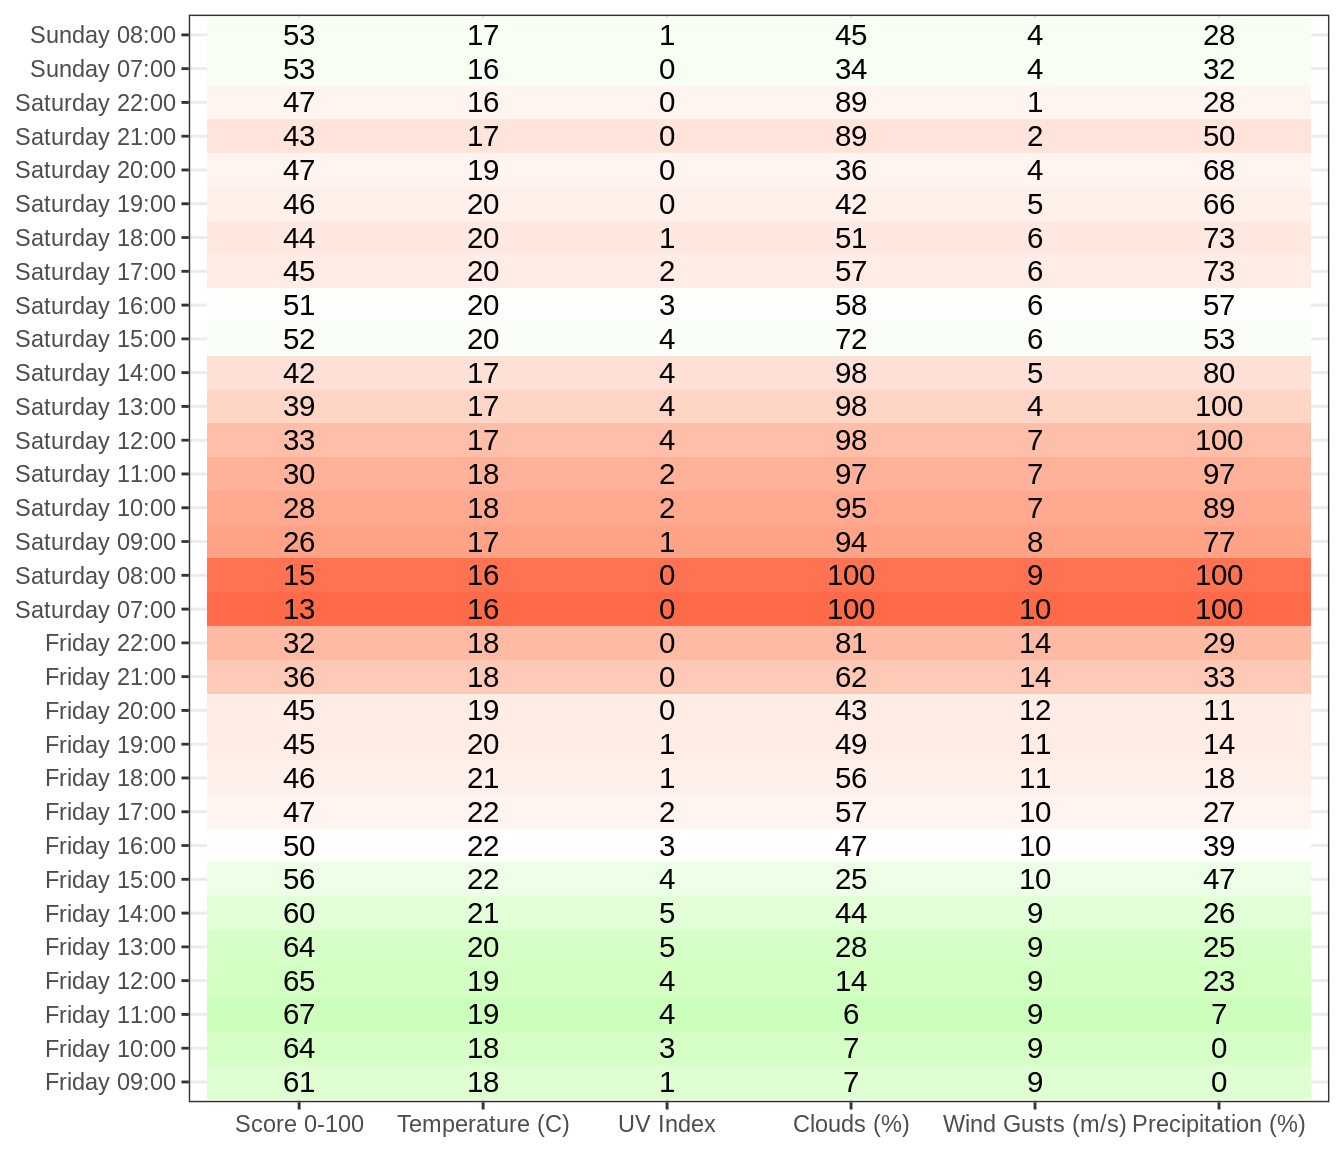 Sunday 08:00 53 17 1 45 4 28
Sunday 07:00 53 16 0 34 4 32
Saturday 22:00 47 16 0 89 1 28
Saturday 21:00 43 17 0 89 2 50
Saturday 20:00 47 19 0 36 4 68
Saturday 19:00 46 20 0 42 5 66
Saturday 18:00 44 20 1 51 6 73
Saturday 17:00 45 20 2 57 6 73
Saturday 16:00 51 20 3 58 6 57
Saturday 15:00 52 20 4 72 6 53
Saturday 14:00 42 17 4 98 5 80
Saturday 13:00 39 17 4 98 4 100
Saturday 12:00 33 17 4 98 7 100
Saturday 11:00 30 18 2 97 7 97
Saturday 10:00 28 18 2 95 7 89
Saturday 09:00 26 17 1 94 8 77
Saturday 08:00 15 16 0 100 9 100
Saturday 07:00 13 16 0 100 10 100
Friday 22:00 32 18 0 81 14 29
Friday 21:00 36 18 0 62 14 33
Friday 20:00 45 19 0 43 12 11
Friday 19:00 45 20 1 49 11 14
Friday 18:00 46 21 1 56 11 18
Friday 17:00 47 22 2 57 10 27
Friday 16:00 50 22 3 47 10 39
Friday 15:00 56 22 4 25 10 47
Friday 14:00 60 21 5 44 9 26
Friday 13:00 64 20 5 28 9 25
Friday 12:00 65 19 4 14 9 23
Friday 11:00 67 19 4 6 9 7
Friday 10:00 64 18 3 7 9 0
Friday 09:00 61 18 1 7 9 0
Score 0-100 Temperature (C) UV Index Clouds (%) Wind Gusts (m/s) Precipitation (%)